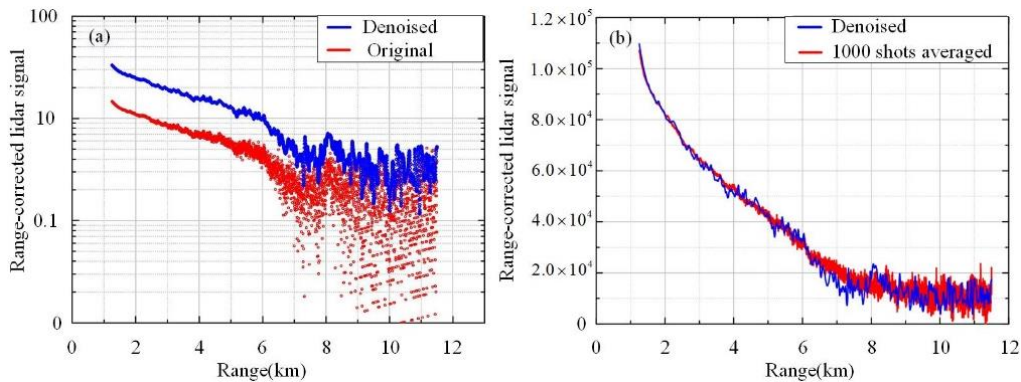 (a)
Denoised
Original
Range-corrected lidar signal
100
10
0.1
0
0
2
4
6
8
10
12
Range(km)
(b)
Denoised
1000 shots averaged
Range-corrected lidar signal
1.2×10⁵
1.0×10⁵
8.0×10⁴
6.0×10⁴
4.0×10⁴
2.0×10⁴
0
0
2
4
6
8
10
12
Range(km)